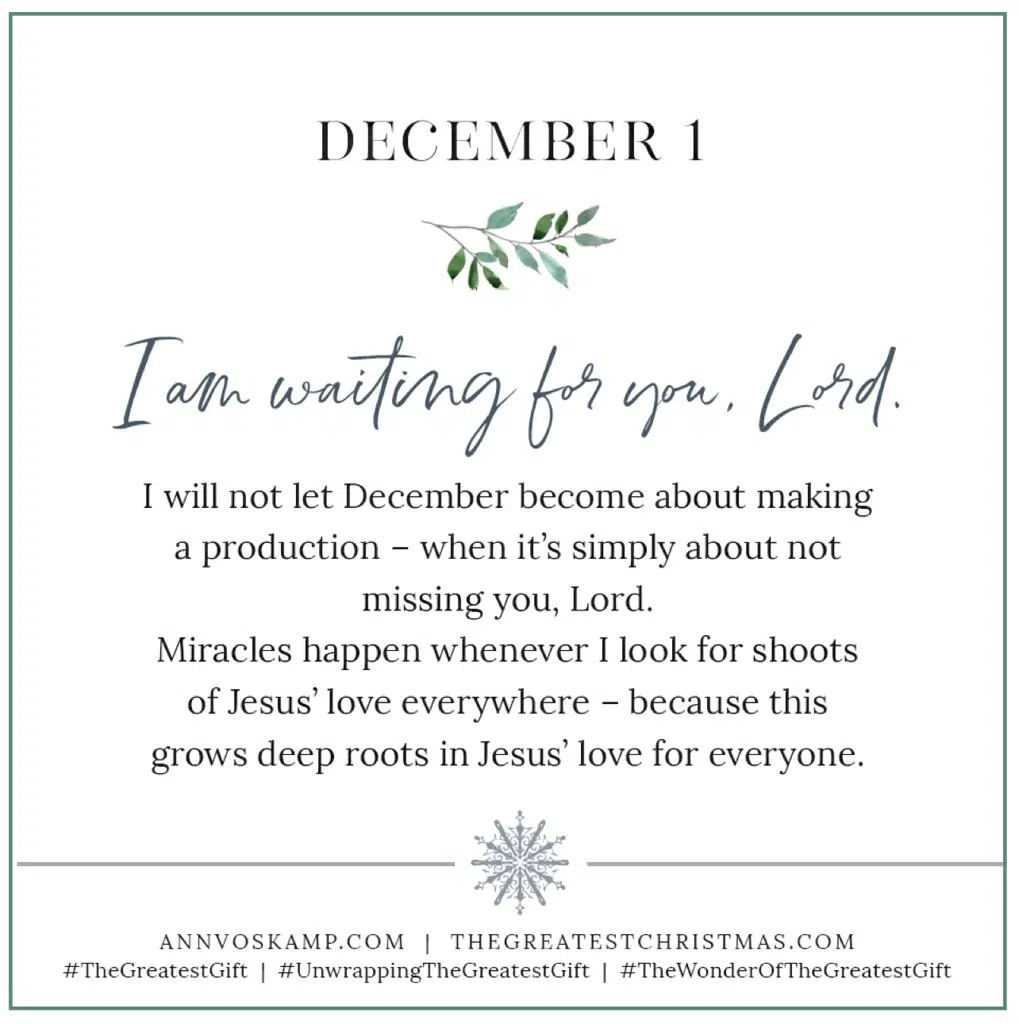 DECEMBER 1
I am waiting for you, Lord.
I will not let December become about making
a production – when it’s simply about not
missing you, Lord.
Miracles happen whenever I look for shoots
of Jesus’ love everywhere – because this
grows deep roots in Jesus’ love for everyone.
ANNVOSKAMP.COM | THEGREATESTCHRISTMAS.COM
#TheGreatestGift | #UnwrappingTheGreatestGift | #TheWonderOfTheGreatestGift